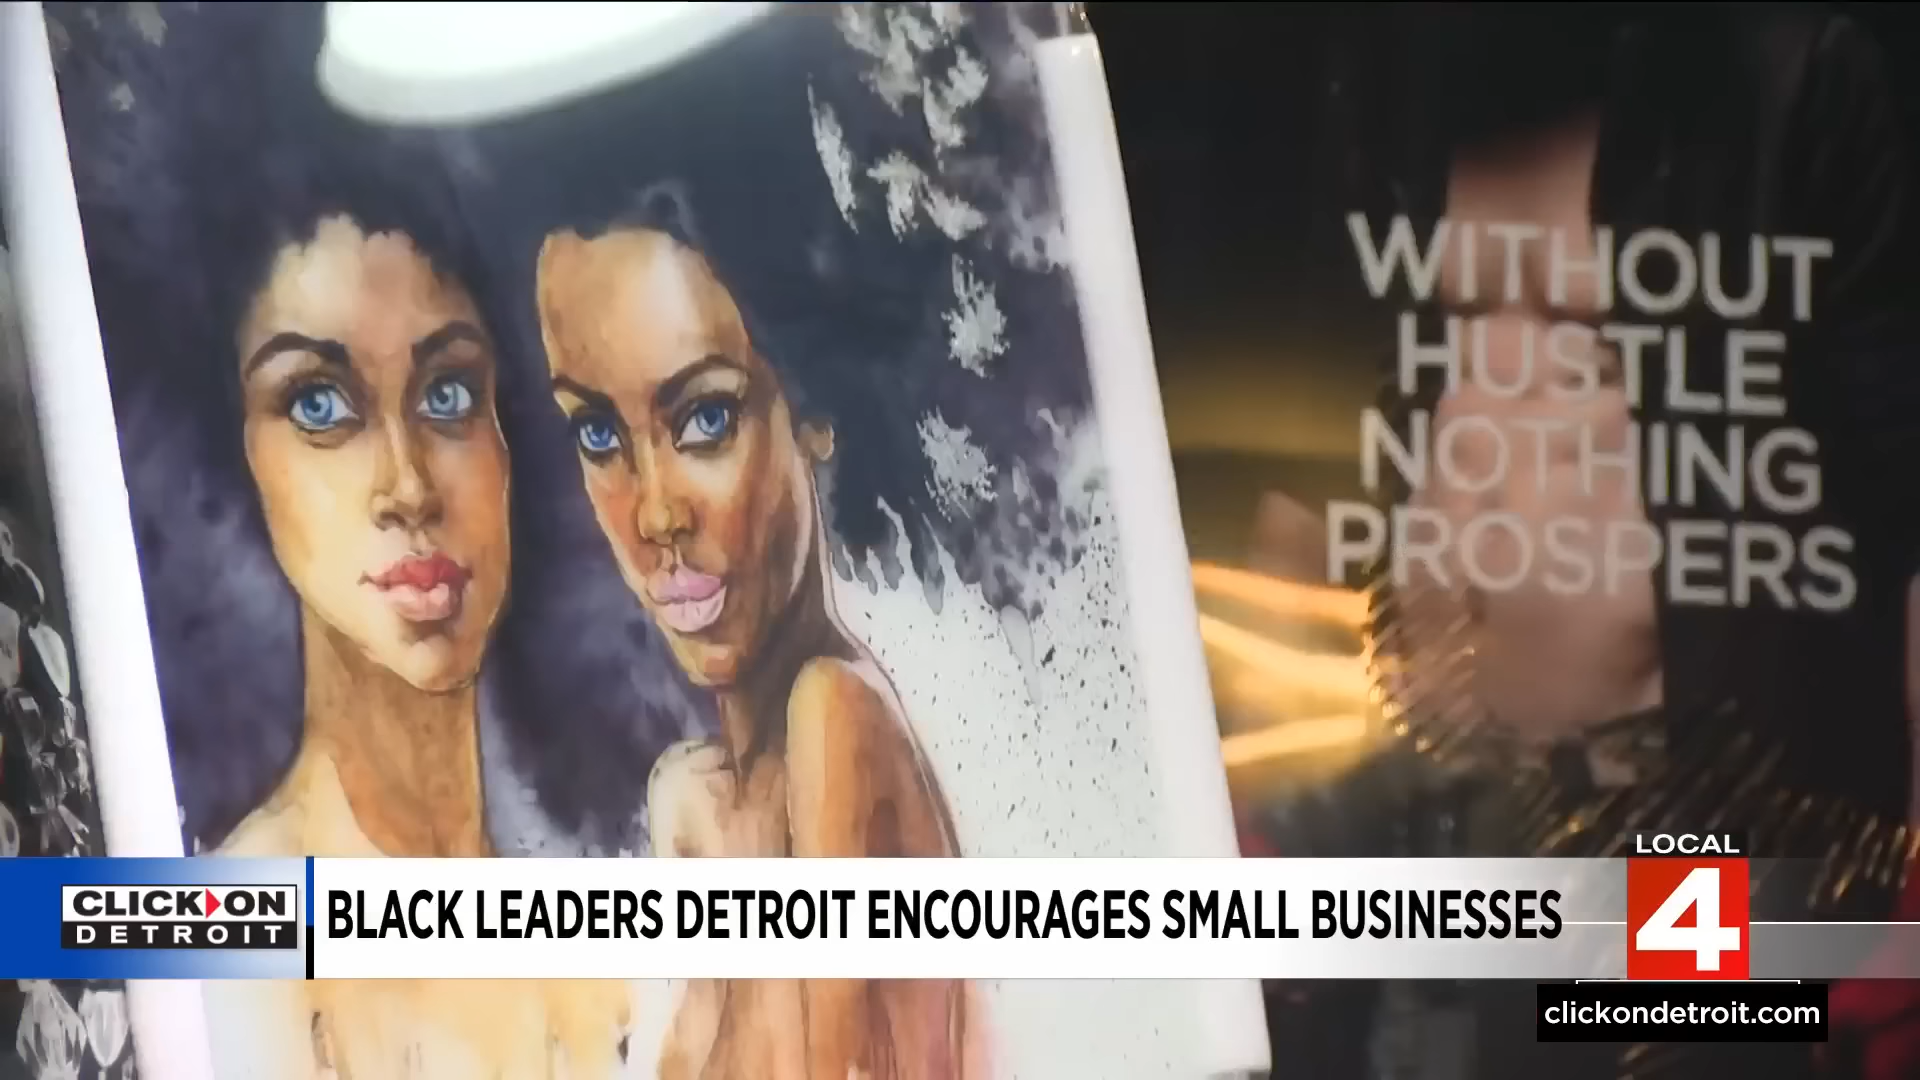 WITHOUT
HUSTLE
NOTHING
PROSPERS
LOCAL
4
CLICK ON
DETROIT
BLACK LEADERS DETROIT ENCOURAGES SMALL BUSINESSES
clickondetroit.com